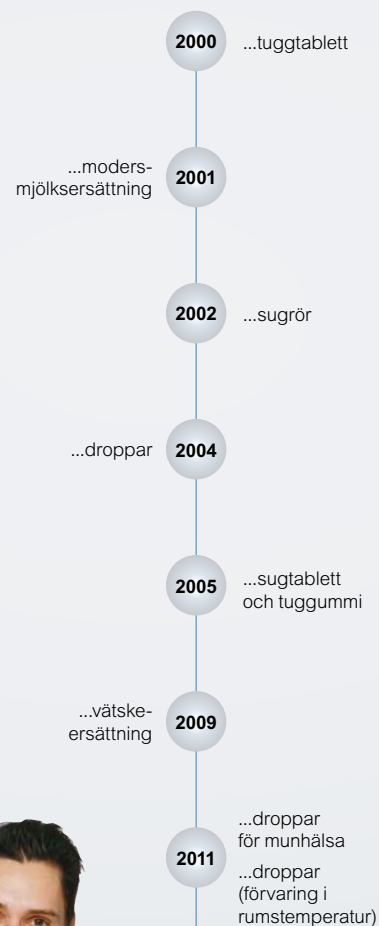 2000
...tuggtablett
...moders-
mjölksersättning
2001
2002
...sugrör
...droppar
2004
2005
...sugtablett
och tuggummi
...vätske-
ersättning
2009
2011
...droppar
för munhälsa
...droppar
(förvaring i
rumstemperatur)